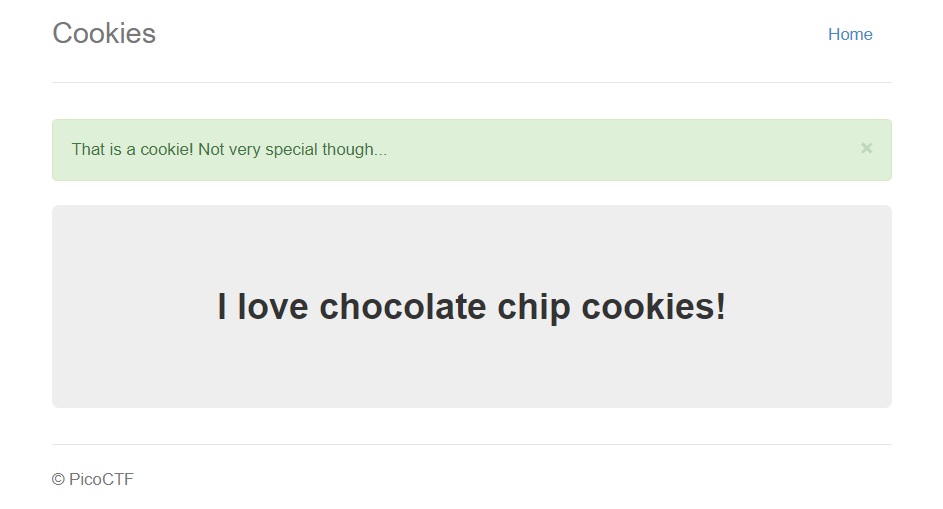 Cookies
Home
That is a cookie! Not very special though...
×
I love chocolate chip cookies!
© PicoCTF